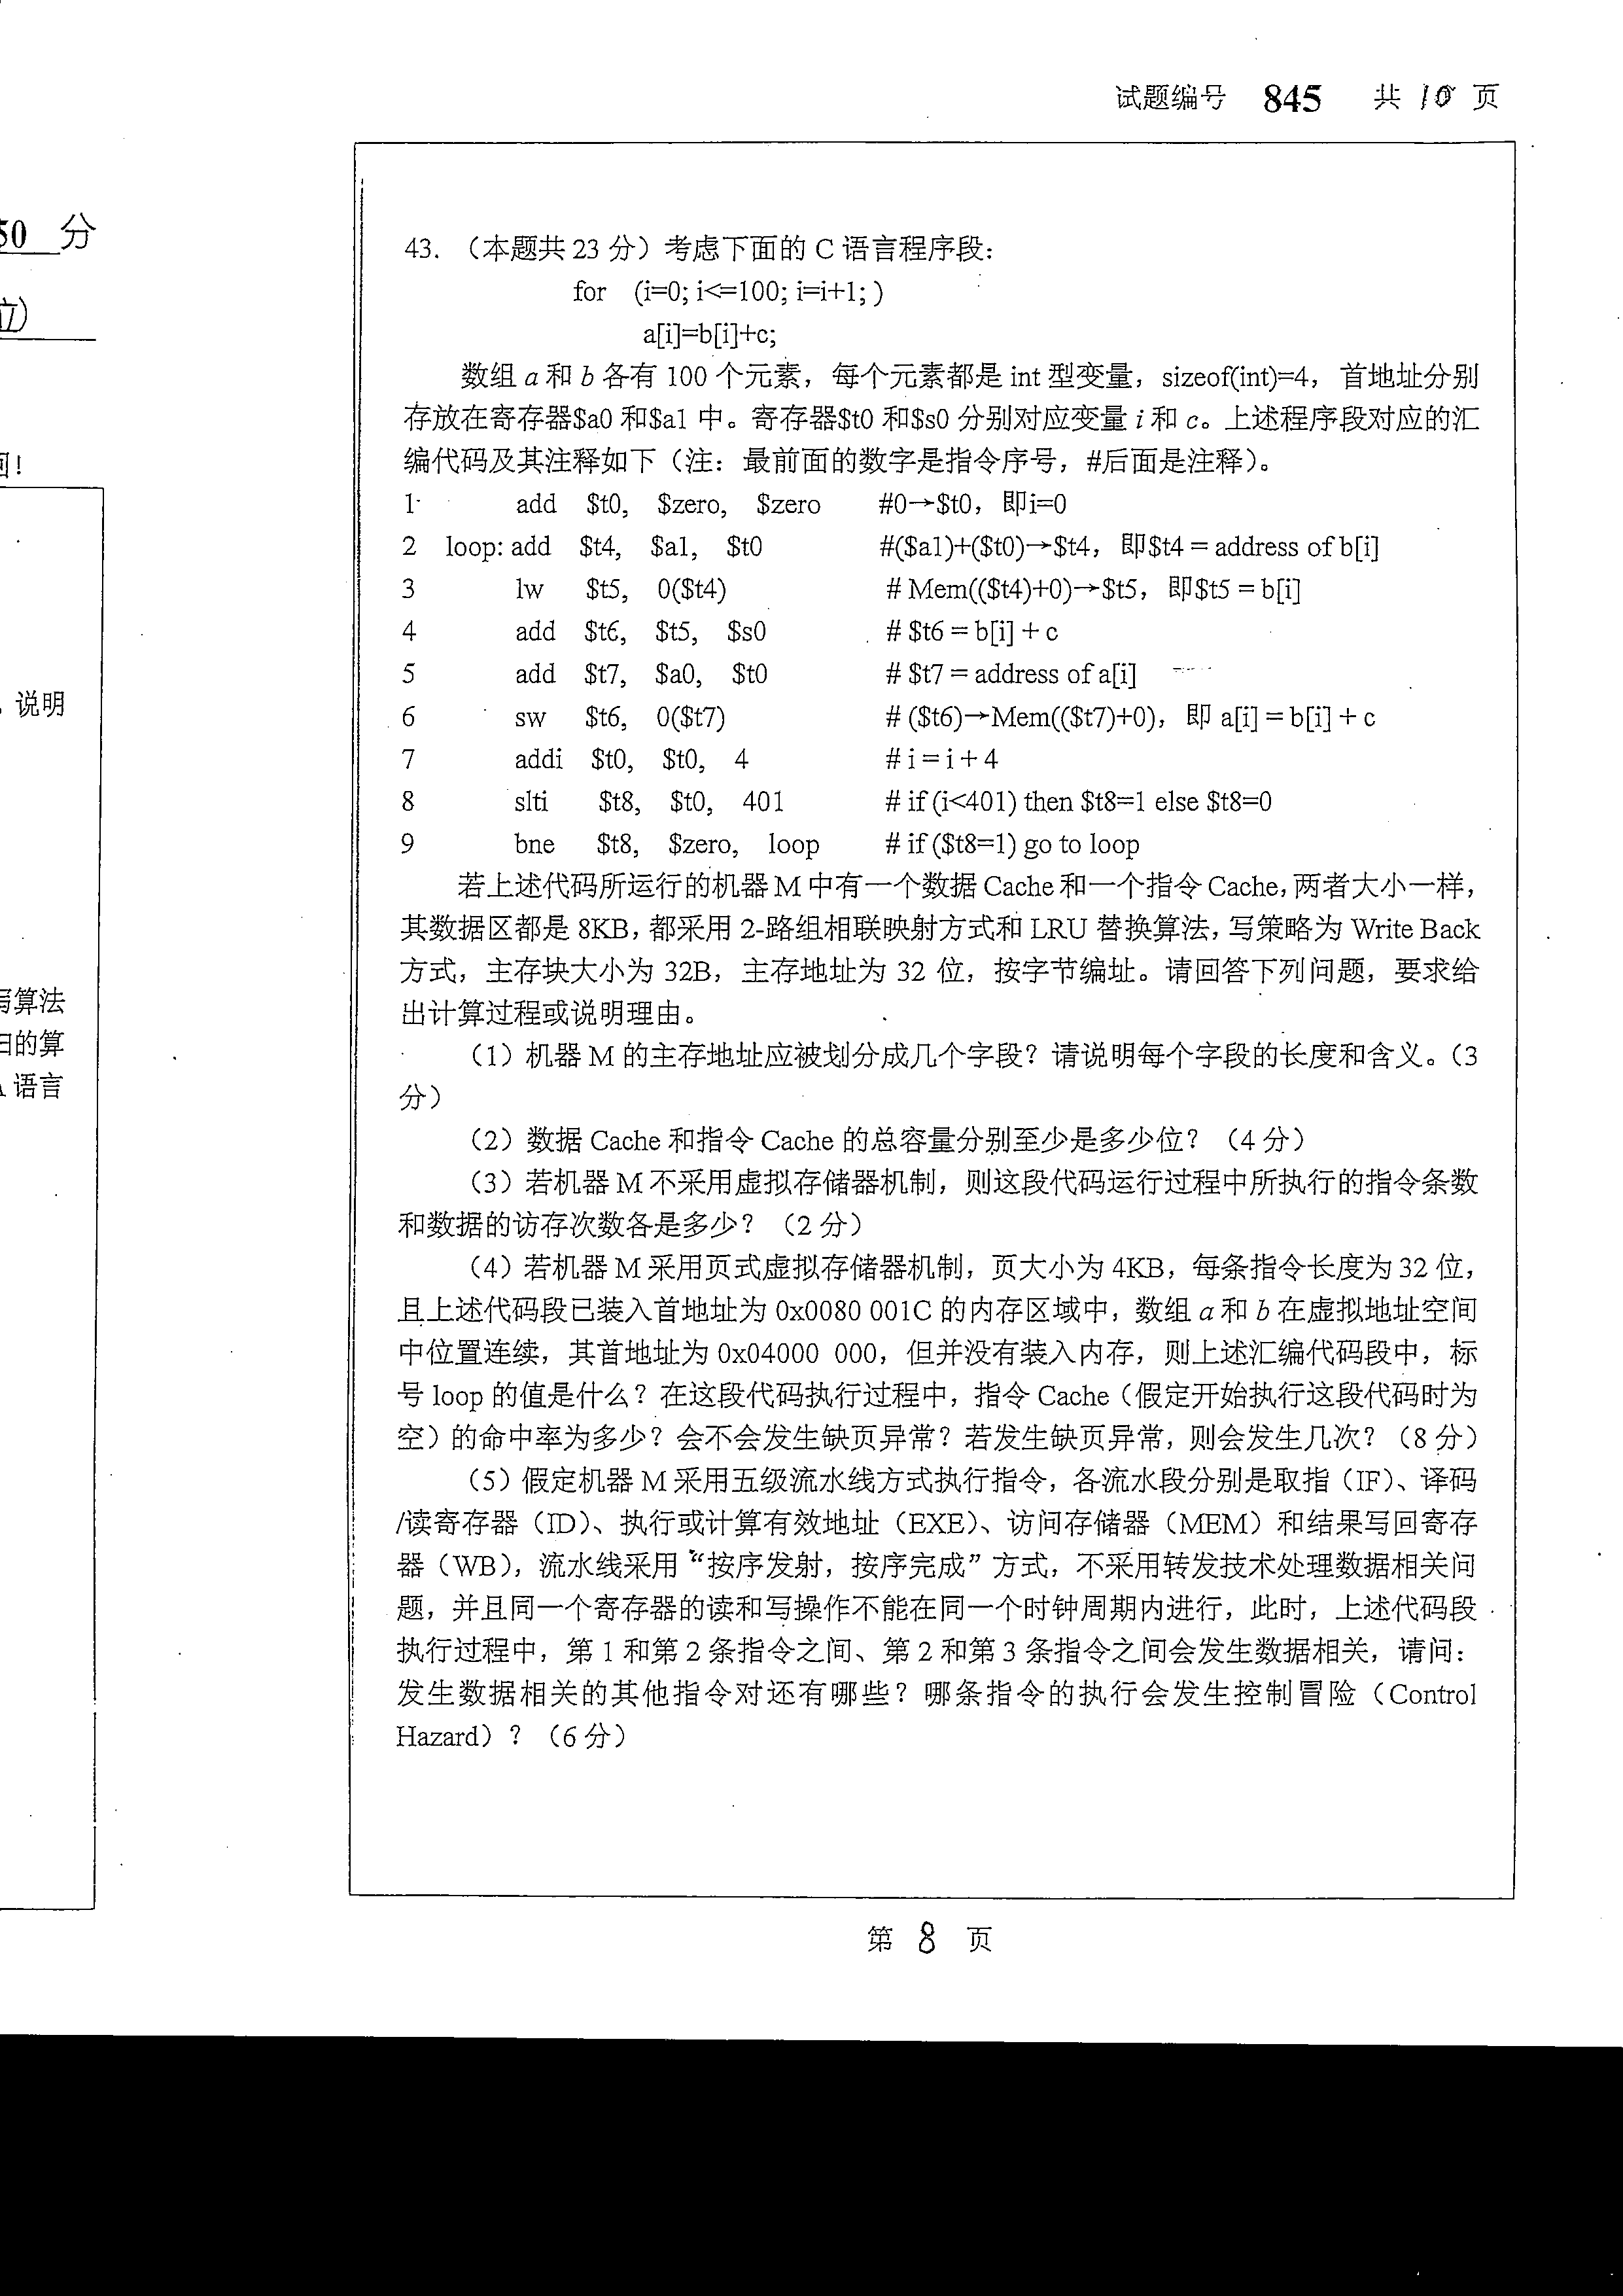 试题编号 845 共 10 页
50 分
立)
问!
说明
写算法
日的算
A 语言
43. （本题共 23 分）考虑下面的 C 语言程序段：
for (i=0; i<=100; i=i+1; )
a[i]=b[i]+c;
数组 a 和 b 各有 100 个元素，每个元素都是 int 型变量，sizeof(int)=4，首地址分别
存放在寄存器$a0 和$a1 中。寄存器$t0 和$s0 分别对应变量 i 和 c。上述程序段对应的汇
编代码及其注释如下（注：最前面的数字是指令序号，#后面是注释）。
1 add $t0, $zero, $zero #0→$t0，即i=0
2 loop: add $t4, $a1, $t0 #($a1)+($t0)→$t4，即$t4 = address of b[i]
3 lw $t5, 0($t4) # Mem(($t4)+0)→$t5，即$t5 = b[i]
4 add $t6, $t5, $s0 # $t6 = b[i] + c
5 add $t7, $a0, $t0 # $t7 = address of a[i]
6 sw $t6, 0($t7) # ($t6)→Mem(($t7)+0)，即 a[i] = b[i] + c
7 addi $t0, $t0, 4 # i = i + 4
8 slti $t8, $t0, 401 # if (i<401) then $t8=1 else $t8=0
9 bne $t8, $zero, loop # if ($t8=1) go to loop
若上述代码所运行的机器 M 中有一个数据 Cache 和一个指令 Cache，两者大小一样，
其数据区都是 8KB，都采用 2-路组相联映射方式和 LRU 替换算法，写策略为 Write Back
方式，主存块大小为 32B，主存地址为 32 位，按字节编址。请回答下列问题，要求给
出计算过程或说明理由。
（1）机器 M 的主存地址应被划分成几个字段？请说明每个字段的长度和含义。（3
分）
（2）数据 Cache 和指令 Cache 的总容量分别至少是多少位？（4 分）
（3）若机器 M 不采用虚拟存储器机制，则这段代码运行过程中所执行的指令条数
和数据的访存次数各是多少？（2 分）
（4）若机器 M 采用页式虚拟存储器机制，页大小为 4KB，每条指令长度为 32 位，
且上述代码段已装入首地址为 0x0080 001C 的内存区域中，数组 a 和 b 在虚拟地址空间
中位置连续，其首地址为 0x04000 000，但并没有装入内存，则上述汇编代码段中，标
号 loop 的值是什么？在这段代码执行过程中，指令 Cache（假定开始执行这段代码时为
空）的命中率为多少？会不会发生缺页异常？若发生缺页异常，则会发生几次？（8 分）
（5）假定机器 M 采用五级流水线方式执行指令，各流水段分别是取指（IF）、译码
/读寄存器（ID）、执行或计算有效地址（EXE）、访问存储器（MEM）和结果写回寄存
器（WB），流水线采用“按序发射，按序完成”方式，不采用转发技术处理数据相关问
题，并且同一个寄存器的读和写操作不能在同一个时钟周期内进行，此时，上述代码段
执行过程中，第 1 和第 2 条指令之间、第 2 和第 3 条指令之间会发生数据相关，请问：
发生数据相关的其他指令对还有哪些？哪条指令的执行会发生控制冒险（Control
Hazard）？（6 分）
第 8 页